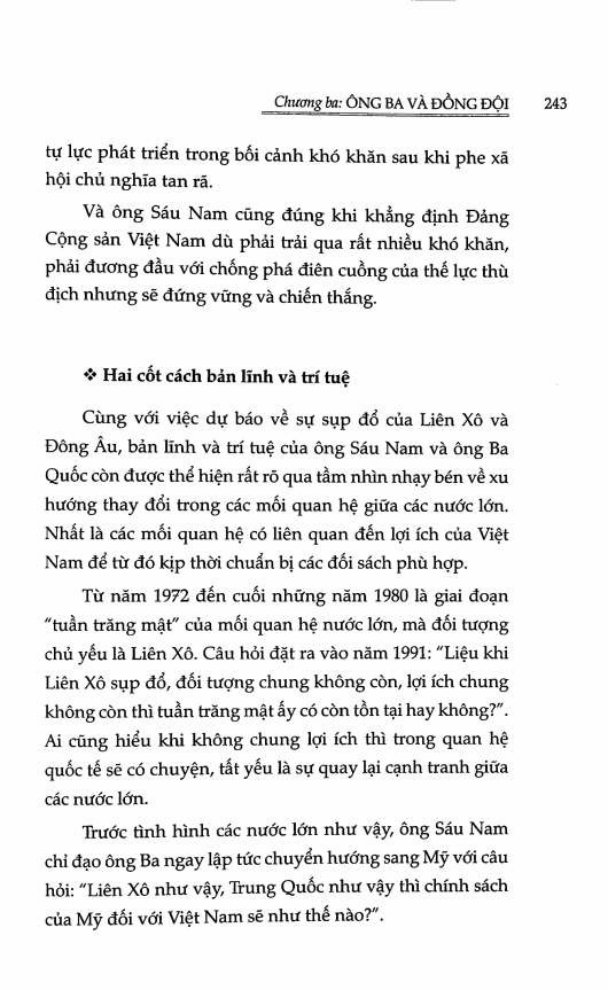 Chương ba: ÔNG BA VÀ ĐỒNG ĐỘI 243
tự lực phát triển trong bối cảnh khó khăn sau khi phe xã
hội chủ nghĩa tan rã.
Và ông Sáu Nam cũng đúng khi khẳng định Đảng
Cộng sản Việt Nam dù phải trải qua rất nhiều khó khăn,
phải đương đầu với chống phá điên cuồng của thế lực thù
địch nhưng sẽ đứng vững và chiến thắng.
❖ Hai cốt cách bản lĩnh và trí tuệ
Cùng với việc dự báo về sự sụp đổ của Liên Xô và
Đông Âu, bản lĩnh và trí tuệ của ông Sáu Nam và ông Ba
Quốc còn được thể hiện rất rõ qua tầm nhìn nhạy bén về xu
hướng thay đổi trong các mối quan hệ giữa các nước lớn.
Nhất là các mối quan hệ có liên quan đến lợi ích của Việt
Nam để từ đó kịp thời chuẩn bị các đối sách phù hợp.
Từ năm 1972 đến cuối những năm 1980 là giai đoạn
"tuần trăng mật" của mối quan hệ nước lớn, mà đối tượng
chủ yếu là Liên Xô. Câu hỏi đặt ra vào năm 1991: "Liệu khi
Liên Xô sụp đổ, đối tượng chung không còn, lợi ích chung
không còn thì tuần trăng mật ấy có còn tồn tại hay không?".
Ai cũng hiểu khi không chung lợi ích thì trong quan hệ
quốc tế sẽ có chuyện, tất yếu là sự quay lại cạnh tranh giữa
các nước lớn.
Trước tình hình các nước lớn như vậy, ông Sáu Nam
chỉ đạo ông Ba ngay lập tức chuyển hướng sang Mỹ với câu
hỏi: "Liên Xô như vậy, Trung Quốc như vậy thì chính sách
của Mỹ đối với Việt Nam sẽ như thế nào?".